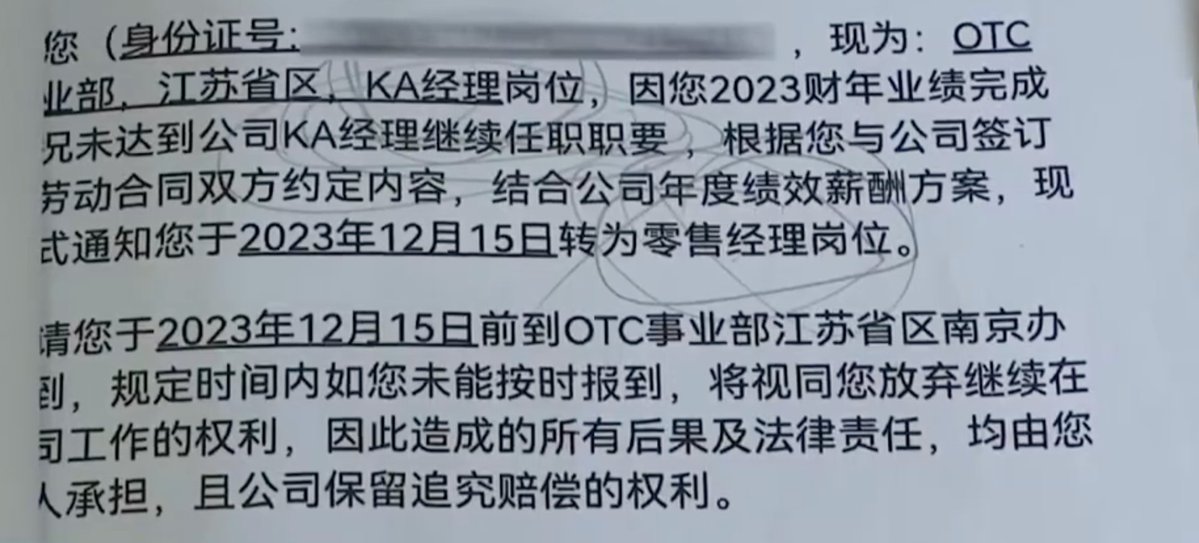 您（身份证号：，现为：OTC
业部，江苏省区，KA经理岗位，因您2023财年业绩完成
况未达到公司KA经理继续任职职要，根据您与公司签订
劳动合同双方约定内容，结合公司年度绩效薪酬方案，现
式通知您于2023年12月15日转为零售经理岗位。
请您于2023年12月15日前到OTC事业部江苏省区南京办
到，规定时间内如您未能按时报到，将视同您放弃继续在
司工作的权利，因此造成的所有后果及法律责任，均由您
人承担，且公司保留追究赔偿的权利。